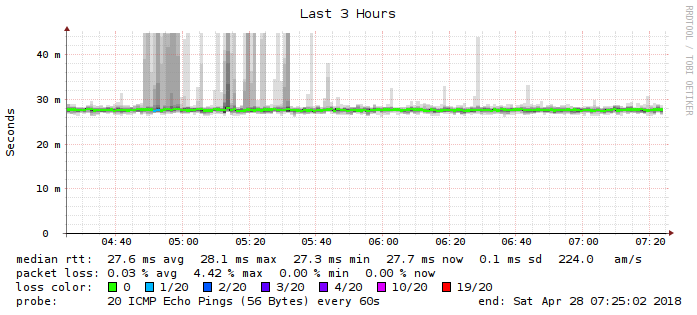 Last 3 Hours
RRDTOOL / TOBI OETIKER
Seconds
40 m
30 m
20 m
10 m
0
04:40 05:00 05:20 05:40 06:00 06:20 06:40 07:00 07:20
median rtt: 27.6 ms avg 28.1 ms max 27.3 ms min 27.7 ms now 0.1 ms sd 224.0 am/s
packet loss: 0.03 % avg 4.42 % max 0.00 % min 0.00 % now
loss color: 0 1/20 2/20 3/20 4/20 10/20 19/20
probe: 20 ICMP Echo Pings (56 Bytes) every 60s end: Sat Apr 28 07:25:02 2018